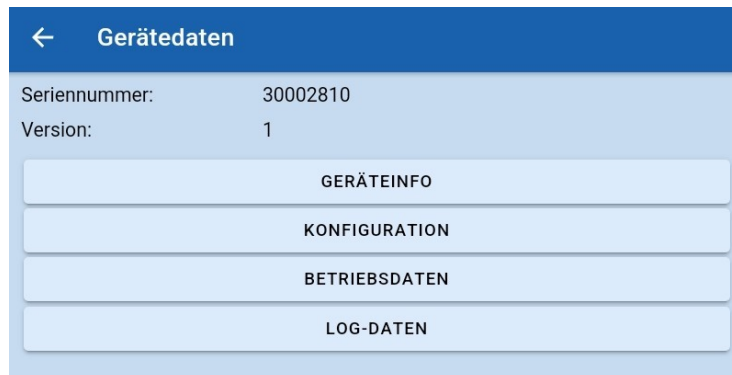 Gerätedaten
Seriennummer: 30002810
Version: 1
GERÄTEINFO
KONFIGURATION
BETRIEBSDATEN
LOG-DATEN